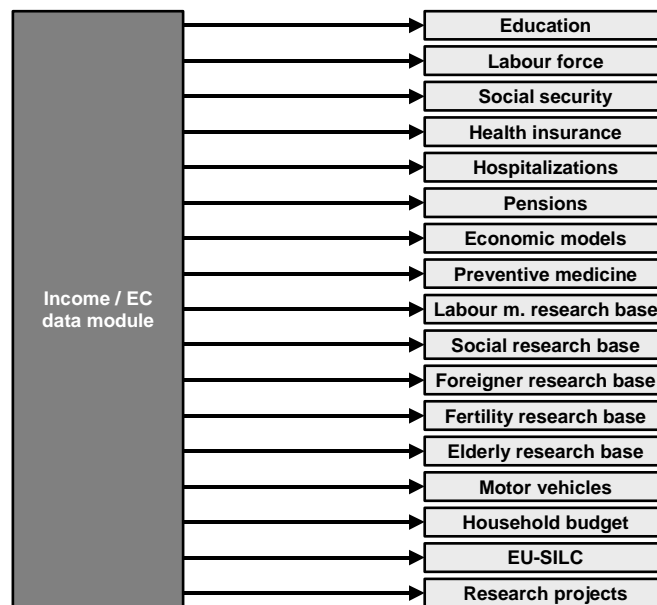 Income / EC
data module
Education
Labour force
Social security
Health insurance
Hospitalizations
Pensions
Economic models
Preventive medicine
Labour m. research base
Social research base
Foreigner research base
Fertility research base
Elderly research base
Motor vehicles
Household budget
EU-SILC
Research projects